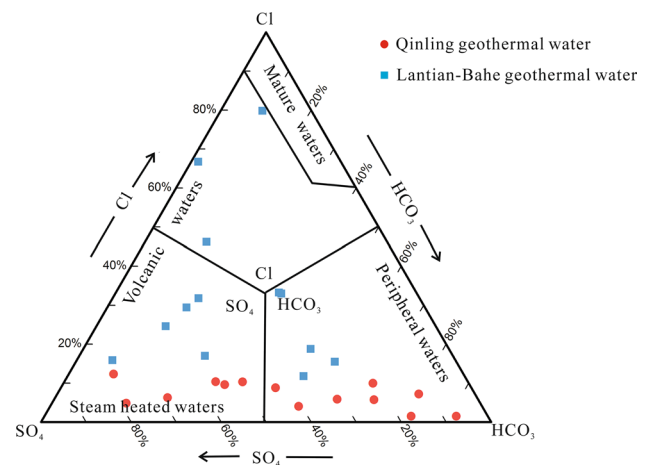 Cl
Qinling geothermal water
Lantian-Bahe geothermal water
Mature waters
20%
80%
40%
60%
Cl
HCO₃
Volcanic waters
60%
40%
Cl
SO₄
HCO₃
Peripheral waters
80%
20%
Steam heated waters
SO₄
HCO₃
80%
60%
40%
20%
SO₄